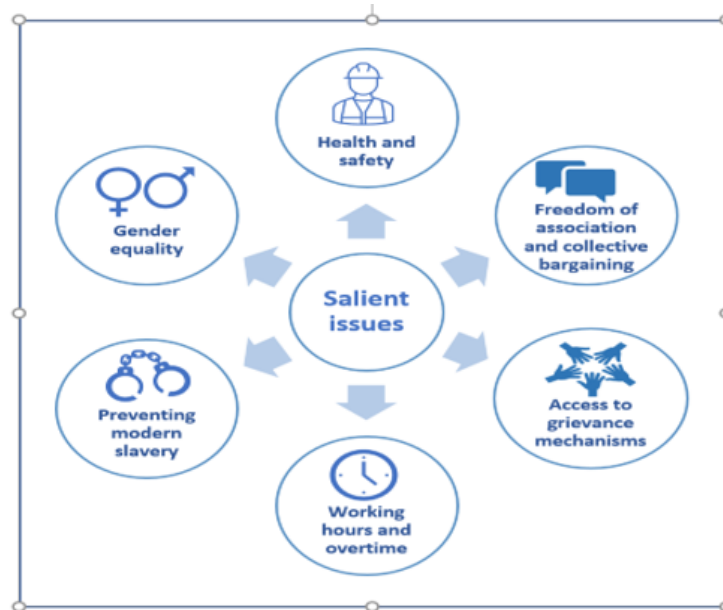 Health and
safety
Gender
equality
Freedom of
association
and collective
bargaining
Salient
issues
Preventing
modern
slavery
Access to
grievance
mechanisms
Working
hours and
overtime